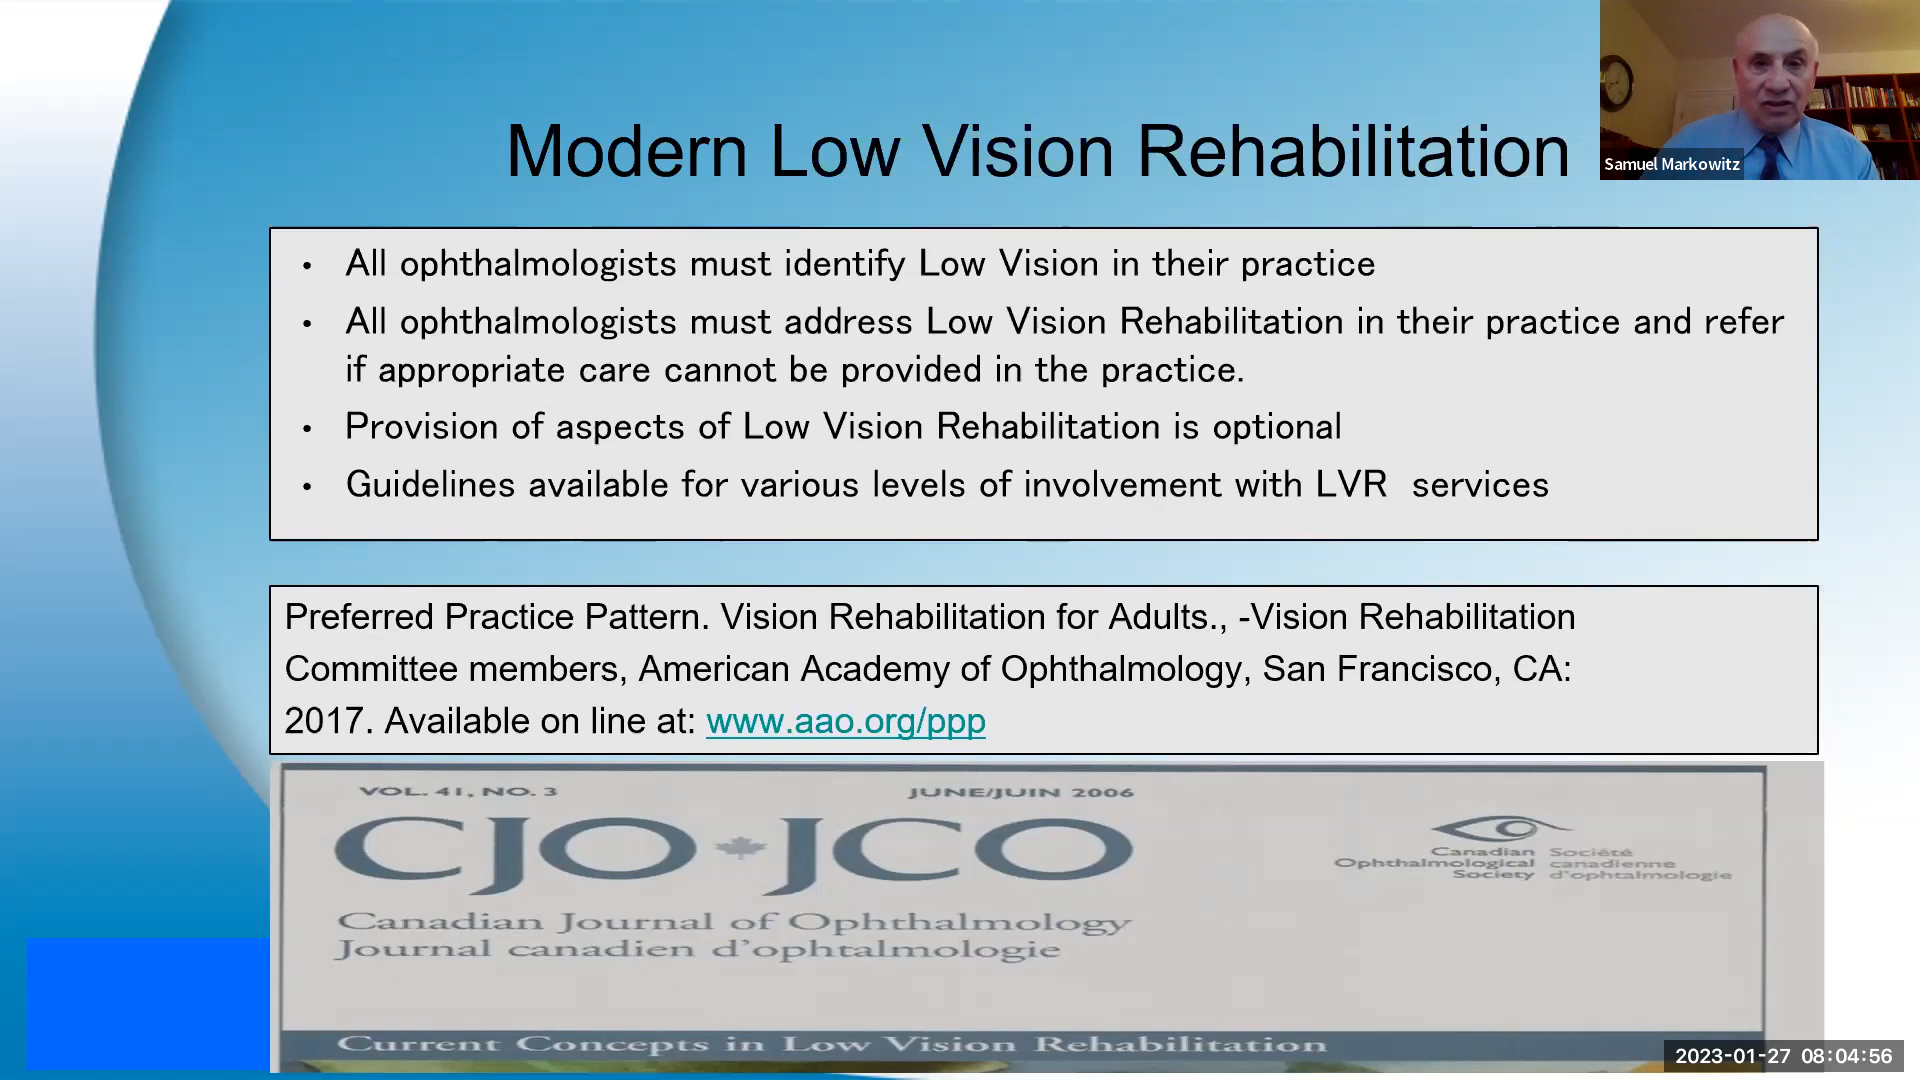 Modern Low Vision Rehabilitation
Samuel Markowitz
• All ophthalmologists must identify Low Vision in their practice
• All ophthalmologists must address Low Vision Rehabilitation in their practice and refer
if appropriate care cannot be provided in the practice.
• Provision of aspects of Low Vision Rehabilitation is optional
• Guidelines available for various levels of involvement with LVR services
Preferred Practice Pattern. Vision Rehabilitation for Adults., -Vision Rehabilitation
Committee members, American Academy of Ophthalmology, San Francisco, CA:
2017. Available on line at: www.aao.org/ppp
VOL. 41, NO. 3 JUNE/JUIN 2006
CJO JCO
Canadian Société
Ophthalmological canadienne
Society d'ophtalmologie
Canadian Journal of Ophthalmology
Journal canadien d'ophtalmologie
Current Concepts in Low Vision Rehabilitation
2023-01-27 08:04:56